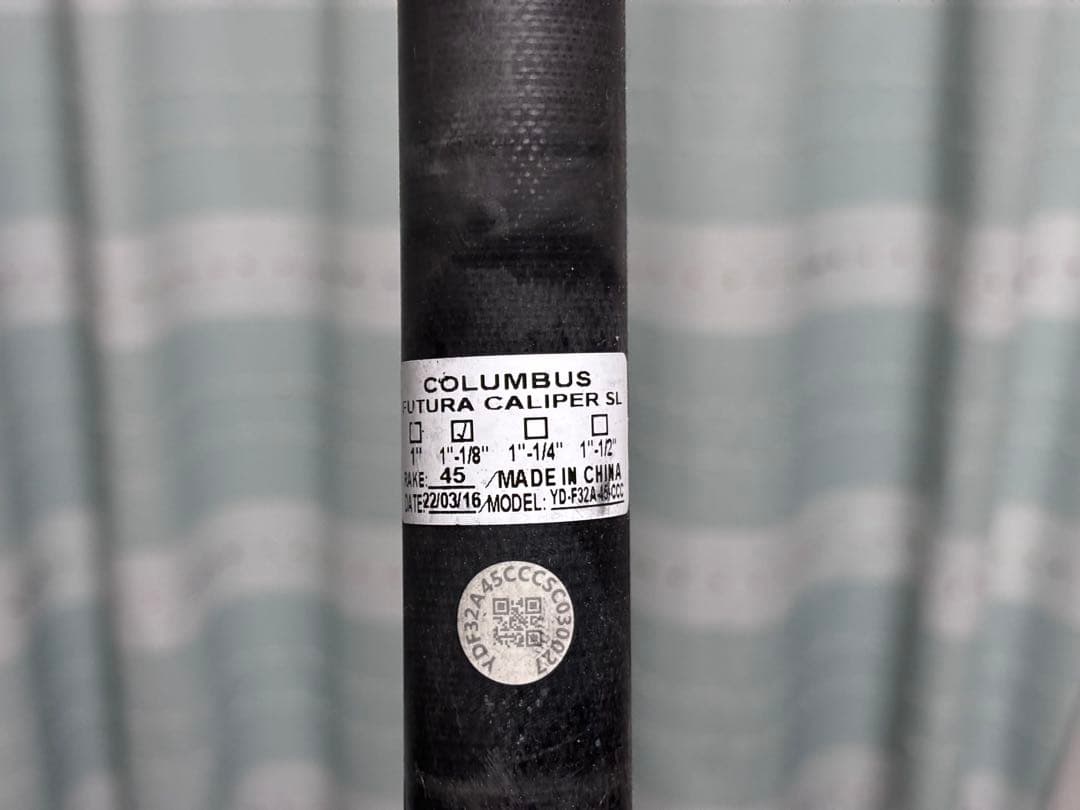 COLUMBUS
FUTURA CALIPER SL
1" 1"-1/8" 1"-1/4" 1"-1/2"
RAKE: 45 MADE IN CHINA
DATE: 22/03/16 MODEL: YD-F32A-45-CCC
YDF32A45CCCSC030027